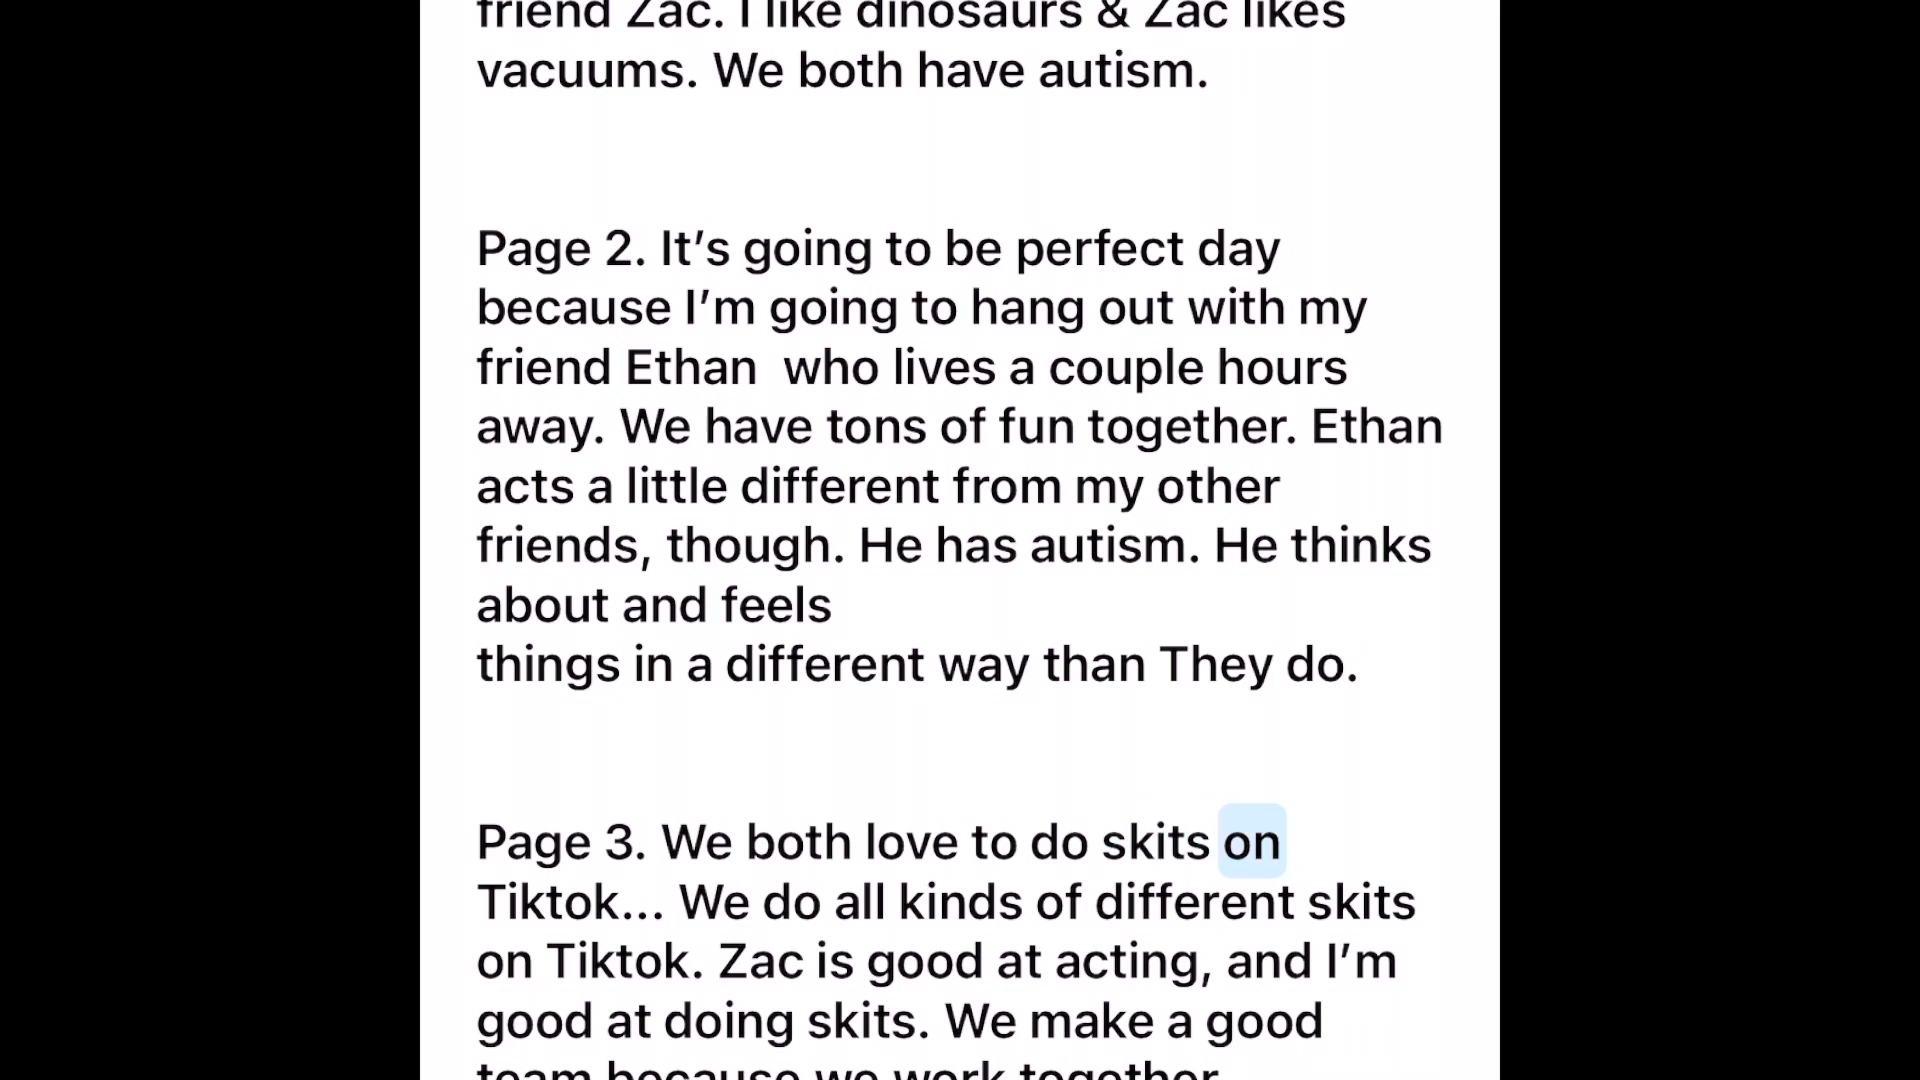 friend Zac. I like dinosaurs & Zac likes
vacuums. We both have autism.
Page 2. It’s going to be perfect day
because I’m going to hang out with my
friend Ethan  who lives a couple hours
away. We have tons of fun together. Ethan
acts a little different from my other
friends, though. He has autism. He thinks
about and feels
things in a different way than They do.
Page 3. We both love to do skits on
Tiktok... We do all kinds of different skits
on Tiktok. Zac is good at acting, and I’m
good at doing skits. We make a good
team because we work together